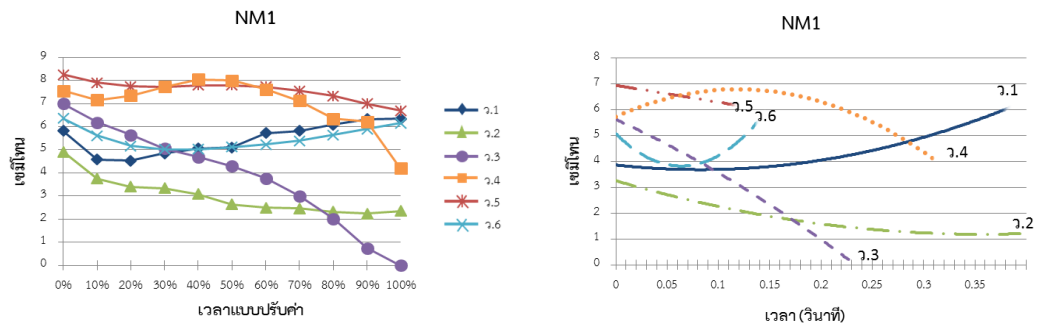 NM1
9
8
7
6
5
4
3
2
1
0
เซมิโทน
0% 10% 20% 30% 40% 50% 60% 70% 80% 90% 100%
เวลาแบบปรับค่า
ว.1
ว.2
ว.3
ว.4
ว.5
ว.6
NM1
8
7
6
5
4
3
2
1
0
เซมิโทน
ว.1
ว.5
ว.6
ว.4
ว.2
ว.3
0 0.05 0.1 0.15 0.2 0.25 0.3 0.35
เวลา (วินาที)